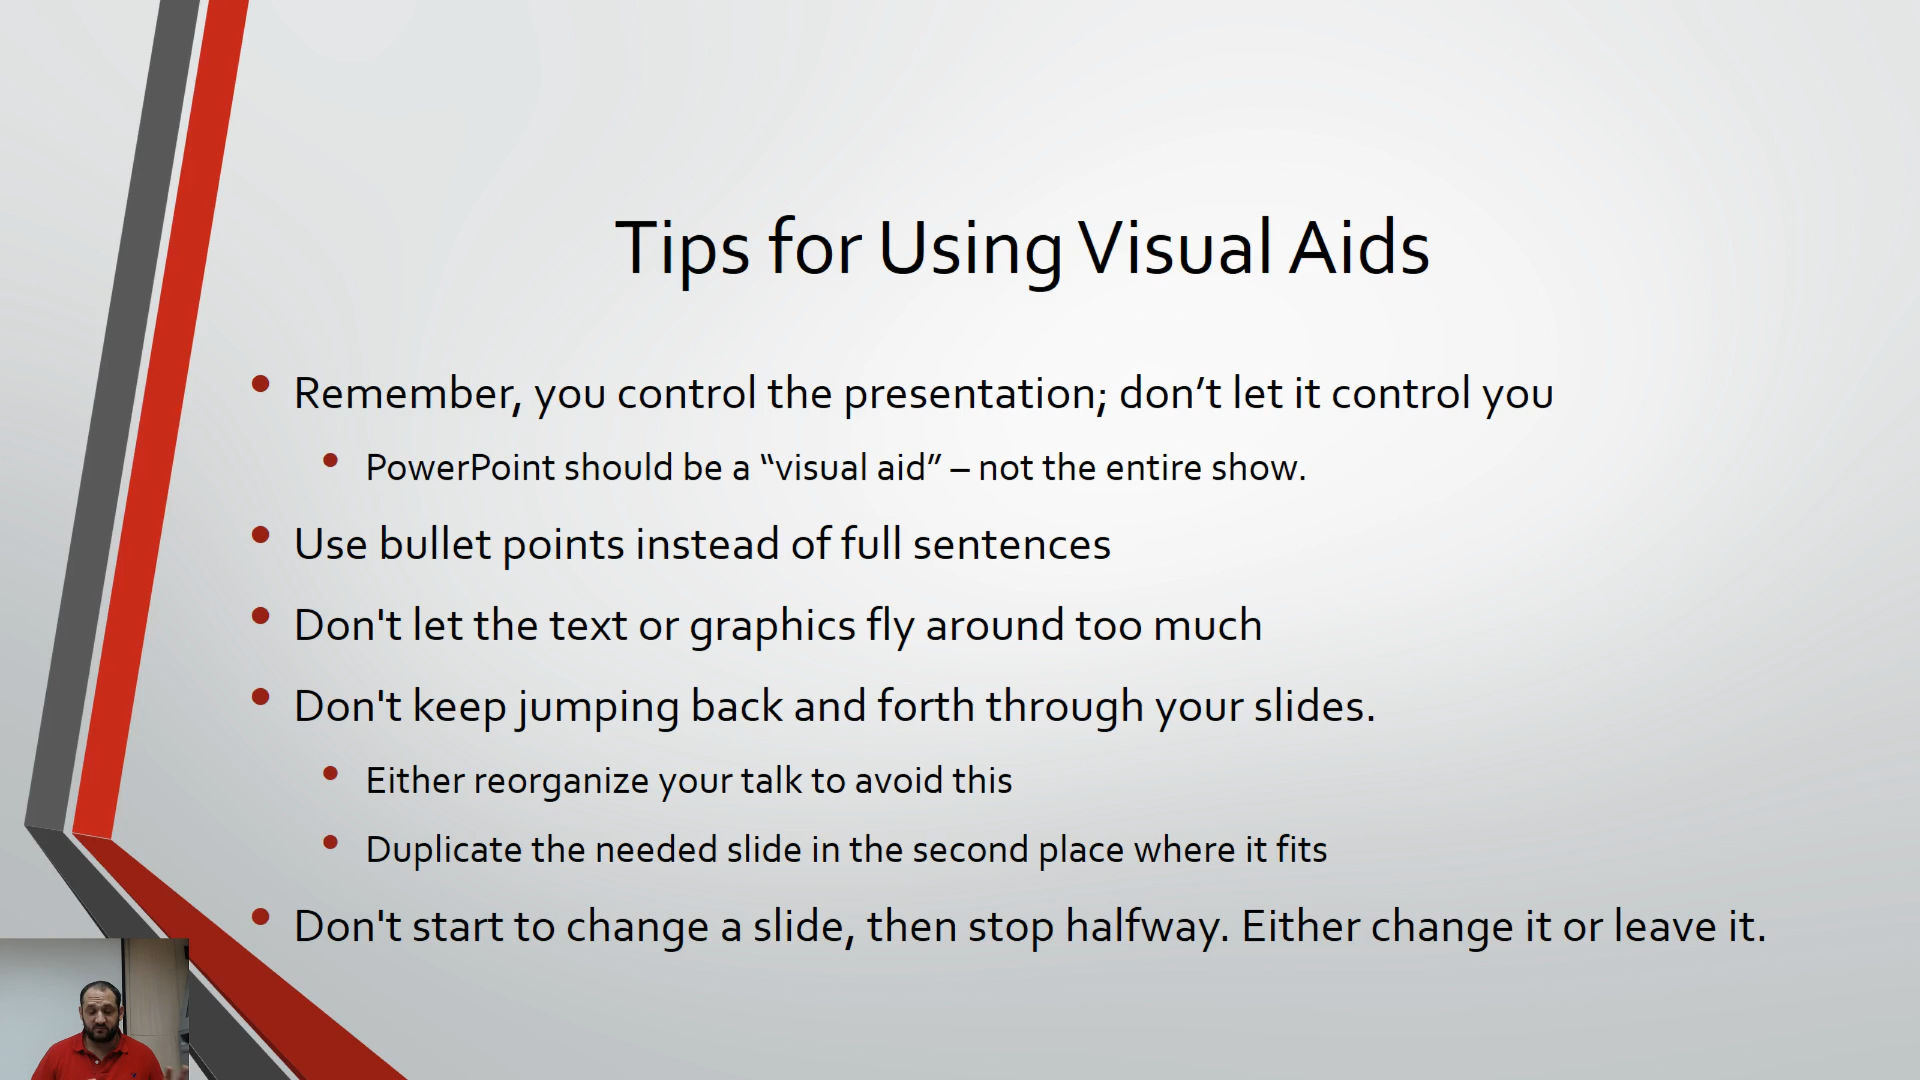 Tips for Using Visual Aids
Remember, you control the presentation; don’t let it control you
PowerPoint should be a “visual aid” – not the entire show.
Use bullet points instead of full sentences
Don't let the text or graphics fly around too much
Don't keep jumping back and forth through your slides.
Either reorganize your talk to avoid this
Duplicate the needed slide in the second place where it fits
Don't start to change a slide, then stop halfway. Either change it or leave it.